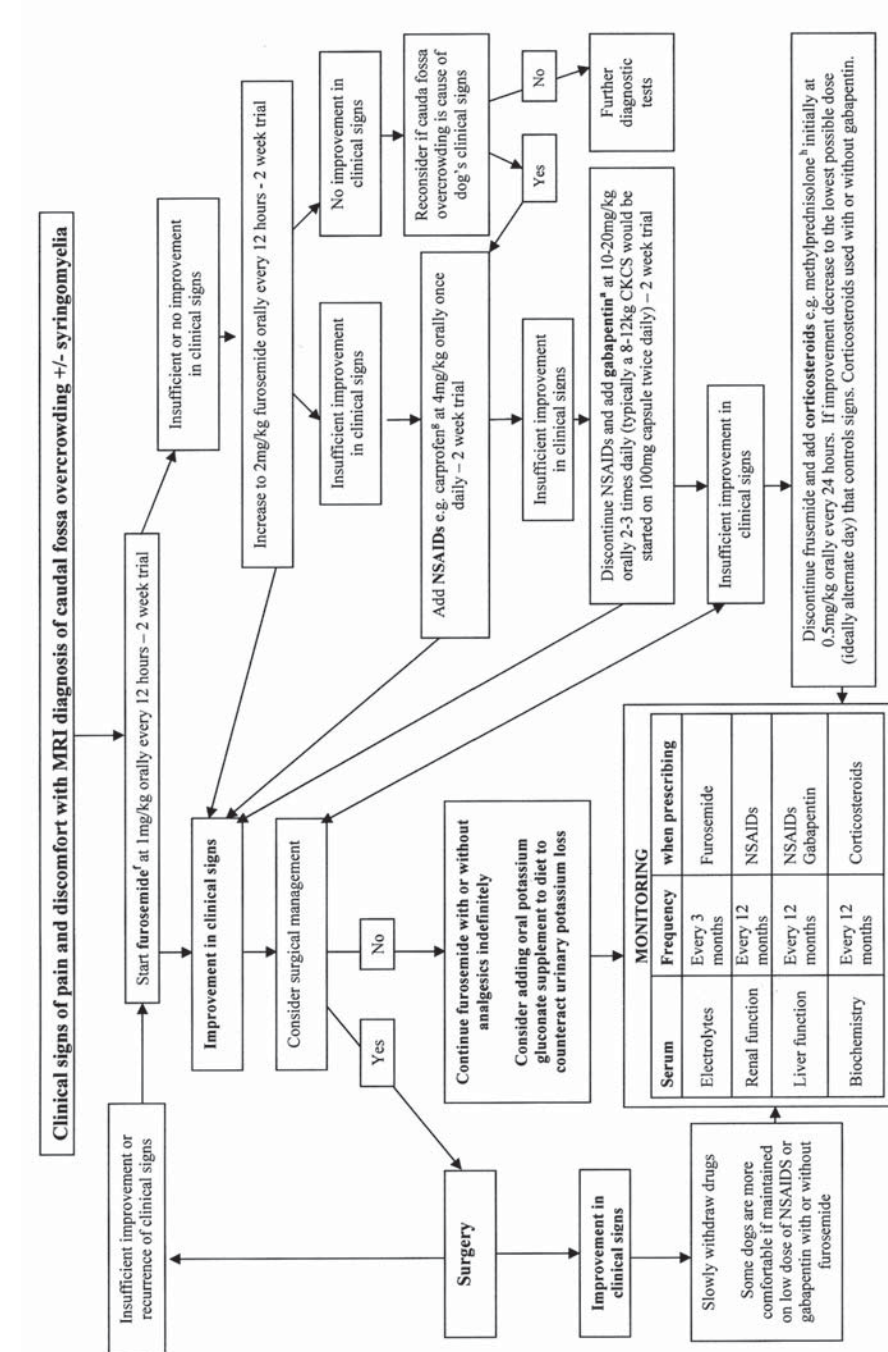 Clinical signs of pain and discomfort with MRI diagnosis of caudal fossa overcrowding +/- syringomyelia
Insufficient improvement or
recurrence of clinical signs
Start furosemideᶠ at 1mg/kg orally every 12 hours – 2 week trial
Insufficient or no improvement
in clinical signs
Improvement in clinical signs
Increase to 2mg/kg furosemide orally every 12 hours - 2 week trial
Consider surgical management
Insufficient improvement
in clinical signs
No improvement in
clinical signs
Yes
No
Reconsider if cauda fossa
overcrowding is cause of
dog's clinical signs
Surgery
Continue furosemide with or without
analgesics indefinitely
Consider adding oral potassium
gluconate supplement to diet to
counteract urinary potassium loss
Add NSAIDs e.g. carprofenᵍ at 4mg/kg orally once
daily – 2 week trial
Yes
No
Insufficient improvement
in clinical signs
Further
diagnostic
tests
Improvement in
clinical signs
Discontinue NSAIDs and add gabapentinᵃ at 10-20mg/kg
orally 2-3 times daily (typically a 8-12kg CKCS would be
started on 100mg capsule twice daily) – 2 week trial
Slowly withdraw drugs
Some dogs are more
comfortable if maintained
on low dose of NSAIDS or
gabapentin with or without
furosemide
MONITORING
Serum Frequency when prescribing
Electrolytes Every 3 Furosemide
months
Renal function Every 12 NSAIDs
months
Liver function Every 12 NSAIDs
months Gabapentin
Biochemistry Every 12 Corticosteroids
months
Insufficient improvement in
clinical signs
Discontinue frusemide and add corticosteroids e.g. methylprednisoloneʰ initially at
0.5mg/kg orally every 24 hours. If improvement decrease to the lowest possible dose
(ideally alternate day) that controls signs. Corticosteroids used with or without gabapentin.